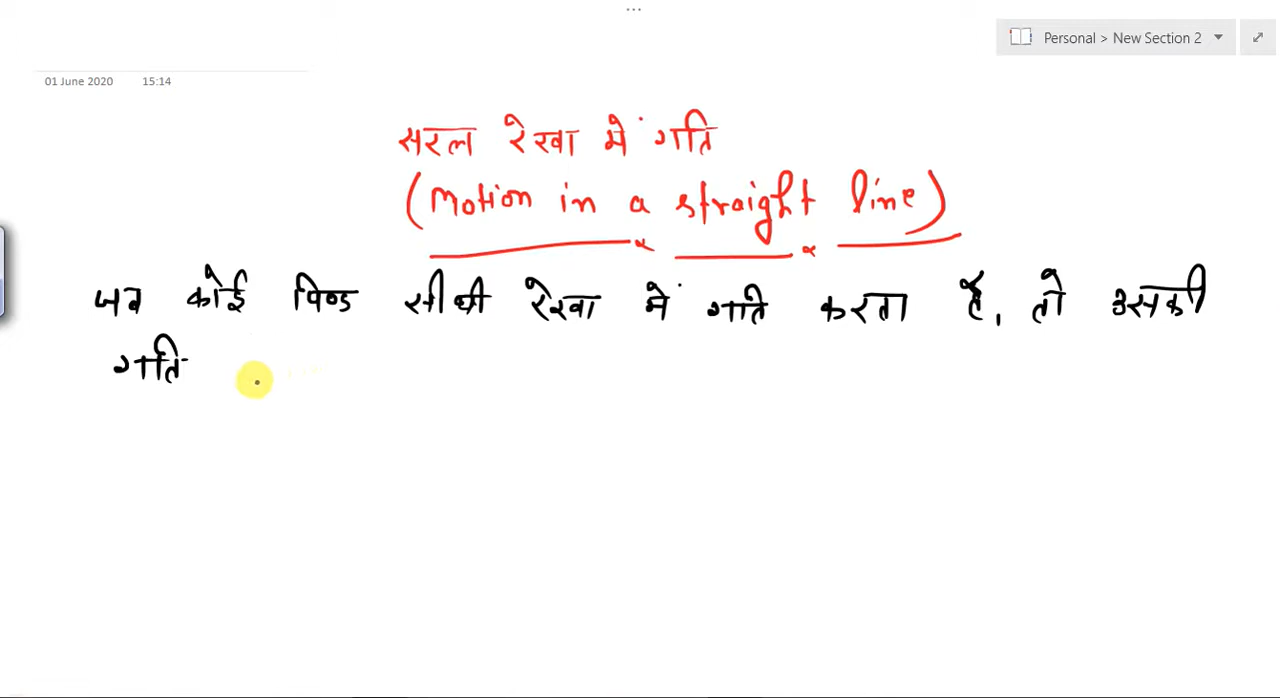 ...
Personal > New Section 2
01 June 2020 15:14
सरल रेखा में गति
(Motion in a straight line)
जब कोई पिण्ड सीधी रेखा में गति करता है, तो उसकी
गति